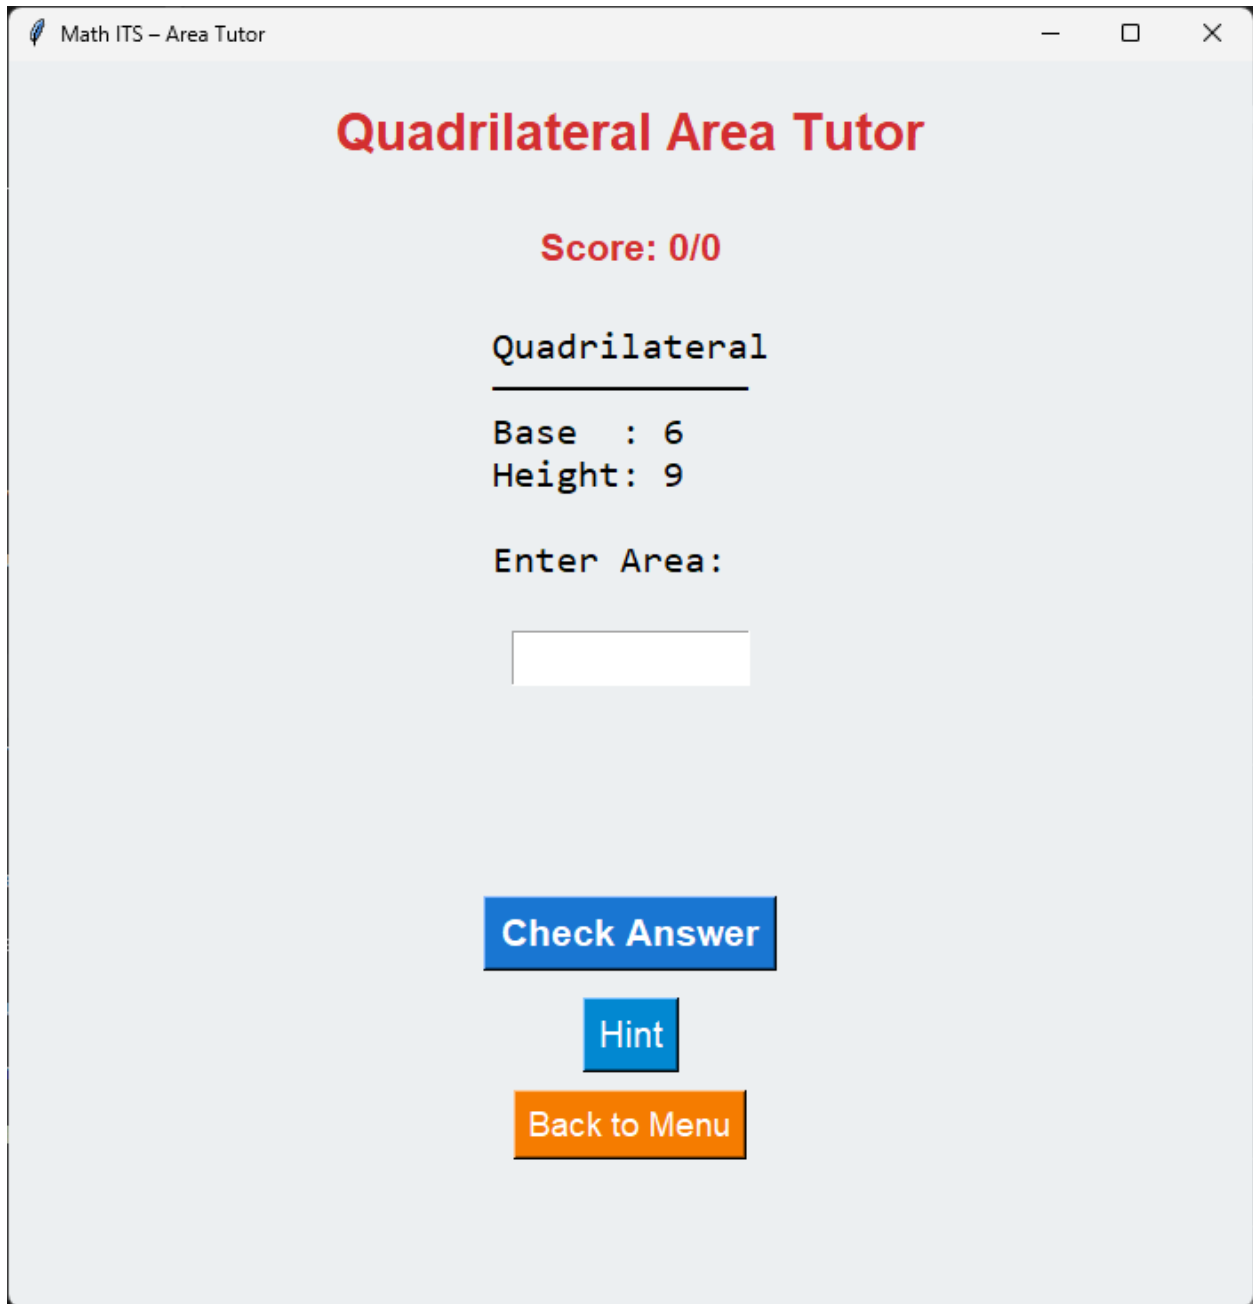 Math ITS – Area Tutor
Quadrilateral Area Tutor
Score: 0/0
Quadrilateral
Base  : 6
Height: 9
Enter Area:
Check Answer
Hint
Back to Menu